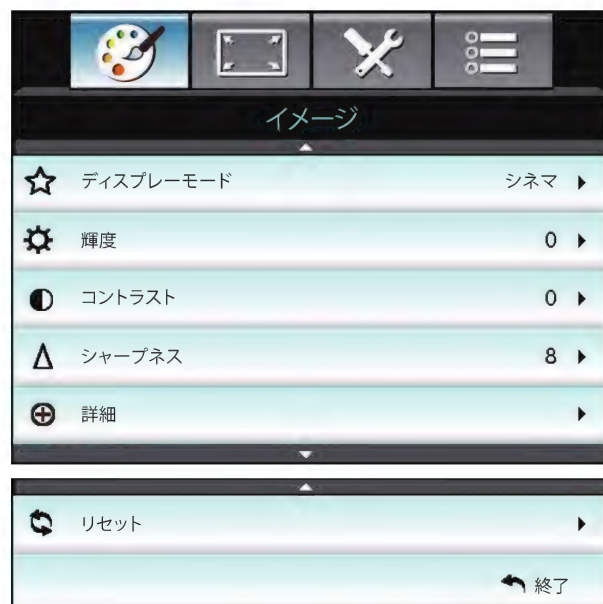 イメージ
ディスプレーモード シネマ
輝度 0
コントラスト 0
シャープネス 8
詳細
リセット
終了